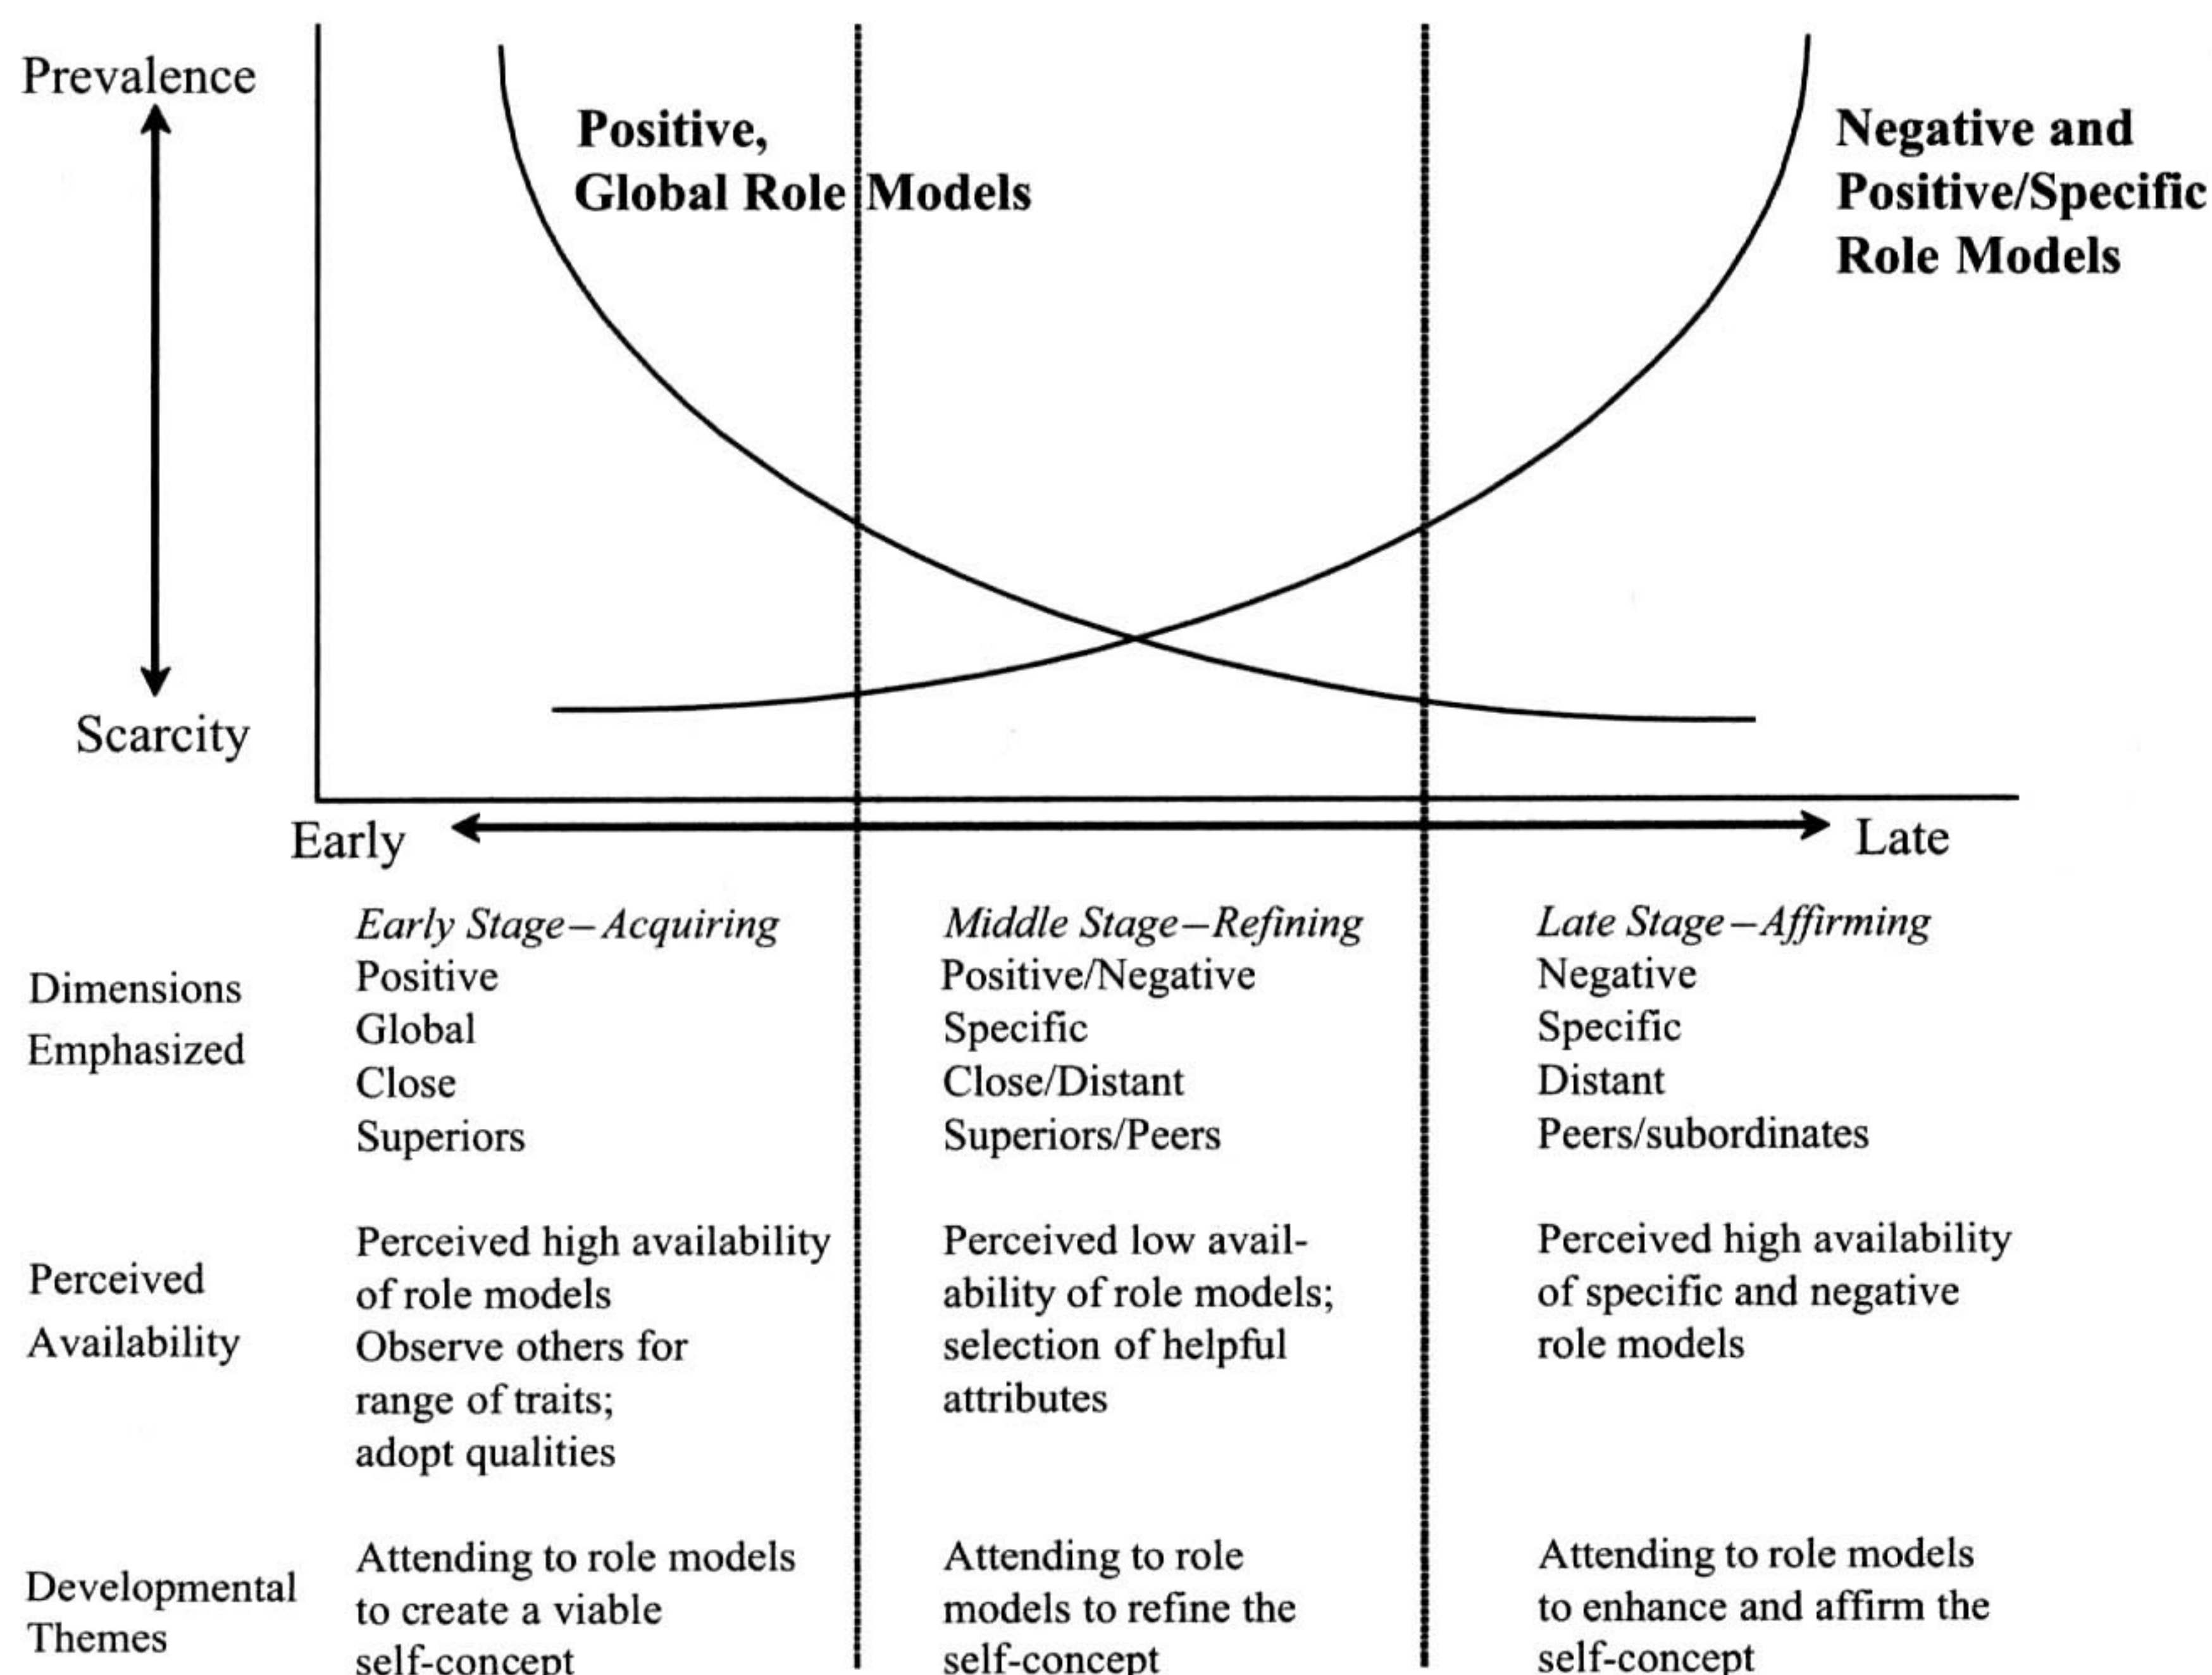 Prevalence
Scarcity
Positive,
Global Role Models
Negative and
Positive/Specific
Role Models
Early
Late
Early Stage–Acquiring
Middle Stage–Refining
Late Stage–Affirming
Dimensions
Emphasized
Positive
Global
Close
Superiors
Positive/Negative
Specific
Close/Distant
Superiors/Peers
Negative
Specific
Distant
Peers/subordinates
Perceived
Availability
Perceived high availability
of role models
Observe others for
range of traits;
adopt qualities
Perceived low avail-
ability of role models;
selection of helpful
attributes
Perceived high availability
of specific and negative
role models
Developmental
Themes
Attending to role models
to create a viable
self-concept
Attending to role
models to refine the
self-concept
Attending to role models
to enhance and affirm the
self-concept